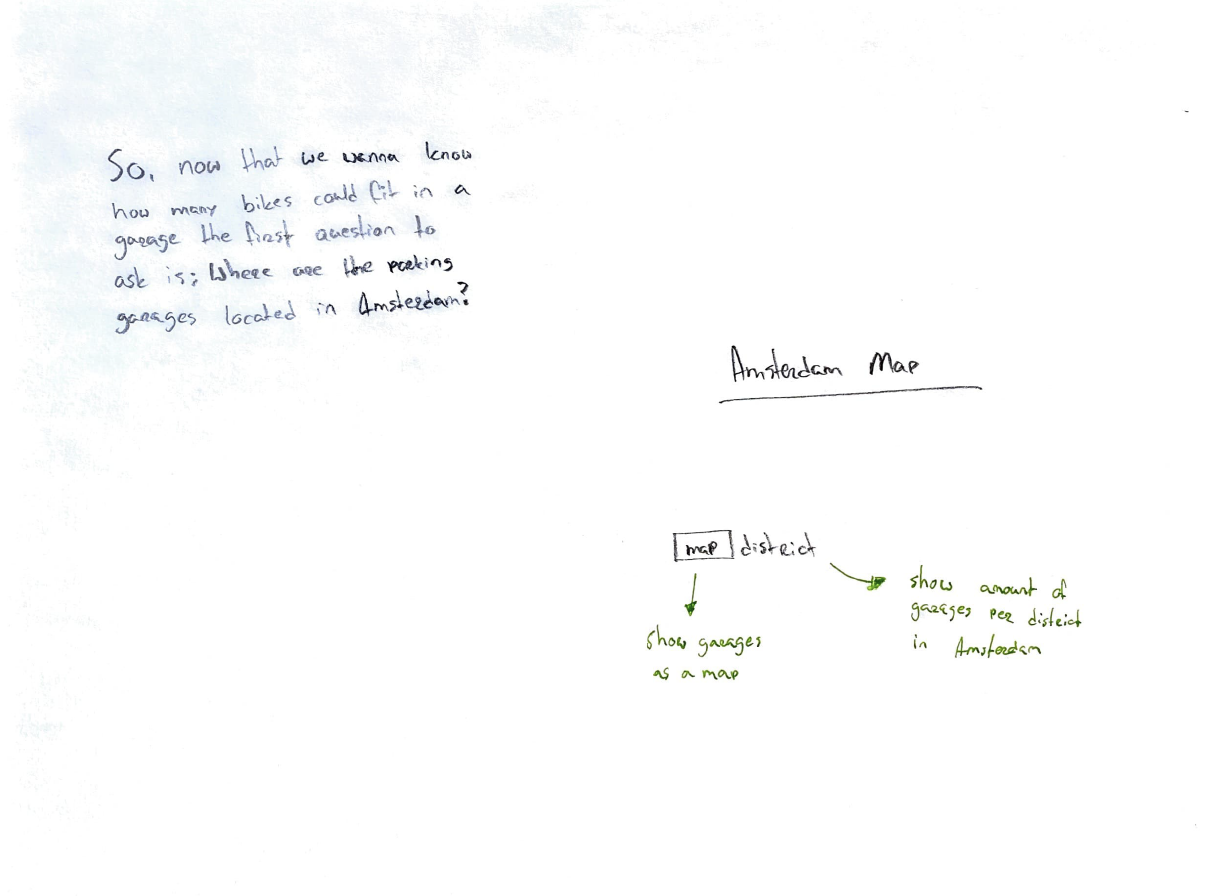 So, now that we wanna know
how many bikes could fit in a
garage the first question to
ask is; Where are the parking
garages located in Amsterdam?
Amsterdam Map
map district
show amount of
garages per district
in Amsterdam
show garages
as a map